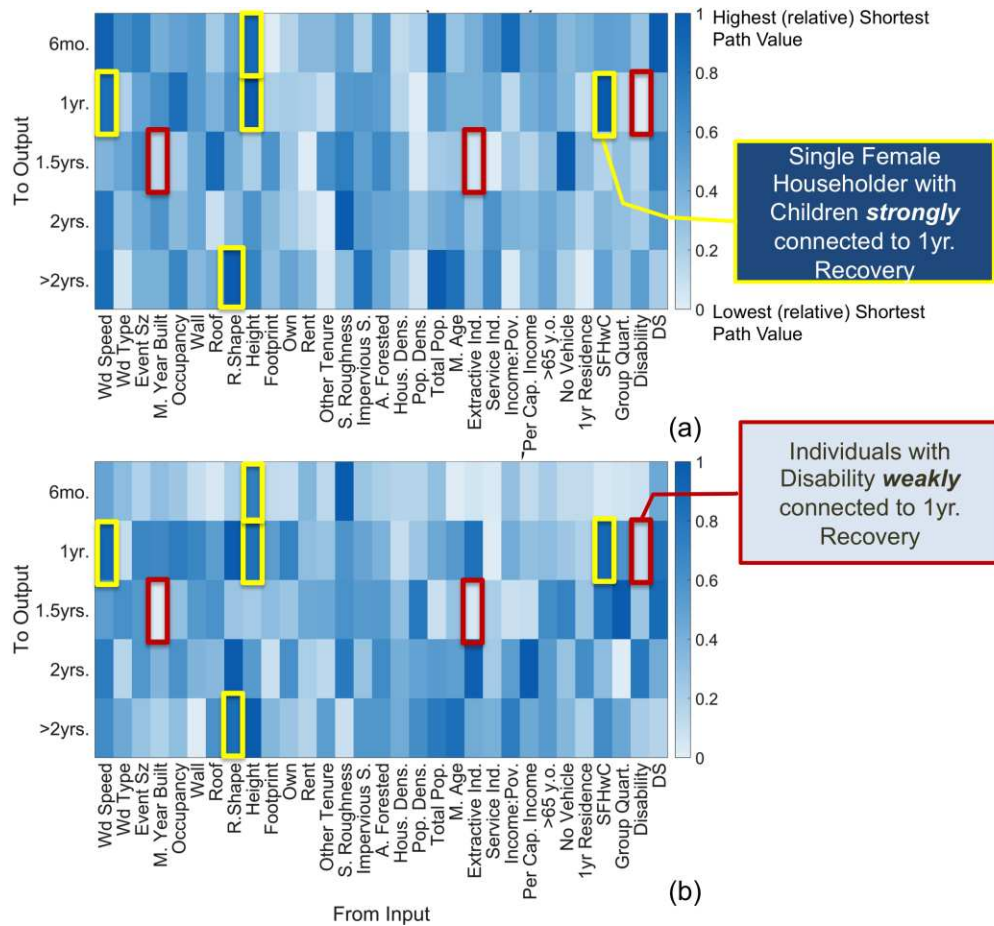 6mo.
1yr.
1.5yrs.
2yrs.
>2yrs.
To Output
1
0.8
0.6
0.4
0.2
0
Highest (relative) Shortest
Path Value
Single Female
Householder with
Children strongly
connected to 1yr.
Recovery
Lowest (relative) Shortest
Path Value
Wd Speed
Wd Type
Event Sz
M. Year Built
Occupancy
Wall
Roof
R.Shape
Height
Footprint
Own
Rent
Other Tenure
S. Roughness
Impervious S.
A. Forested
Hous. Dens.
Pop. Dens.
Total Pop.
M. Age
Extractive Ind.
Service Ind.
Income:Pov.
Per Cap. Income
>65 y.o.
No Vehicle
1yr Residence
SFHwC
Group Quart.
Disability
DS
(a)
6mo.
1yr.
1.5yrs.
2yrs.
>2yrs.
To Output
1
0.8
0.6
0.4
0.2
0
Individuals with
Disability weakly
connected to 1yr.
Recovery
Wd Speed
Wd Type
Event Sz
M. Year Built
Occupancy
Wall
Roof
R.Shape
Height
Footprint
Own
Rent
Other Tenure
S. Roughness
Impervious S.
A. Forested
Hous. Dens.
Pop. Dens.
Total Pop.
M. Age
Extractive Ind.
Service Ind.
Income:Pov.
Per Cap. Income
>65 y.o.
No Vehicle
1yr Residence
SFHwC
Group Quart.
Disability
DS
(b)
From Input